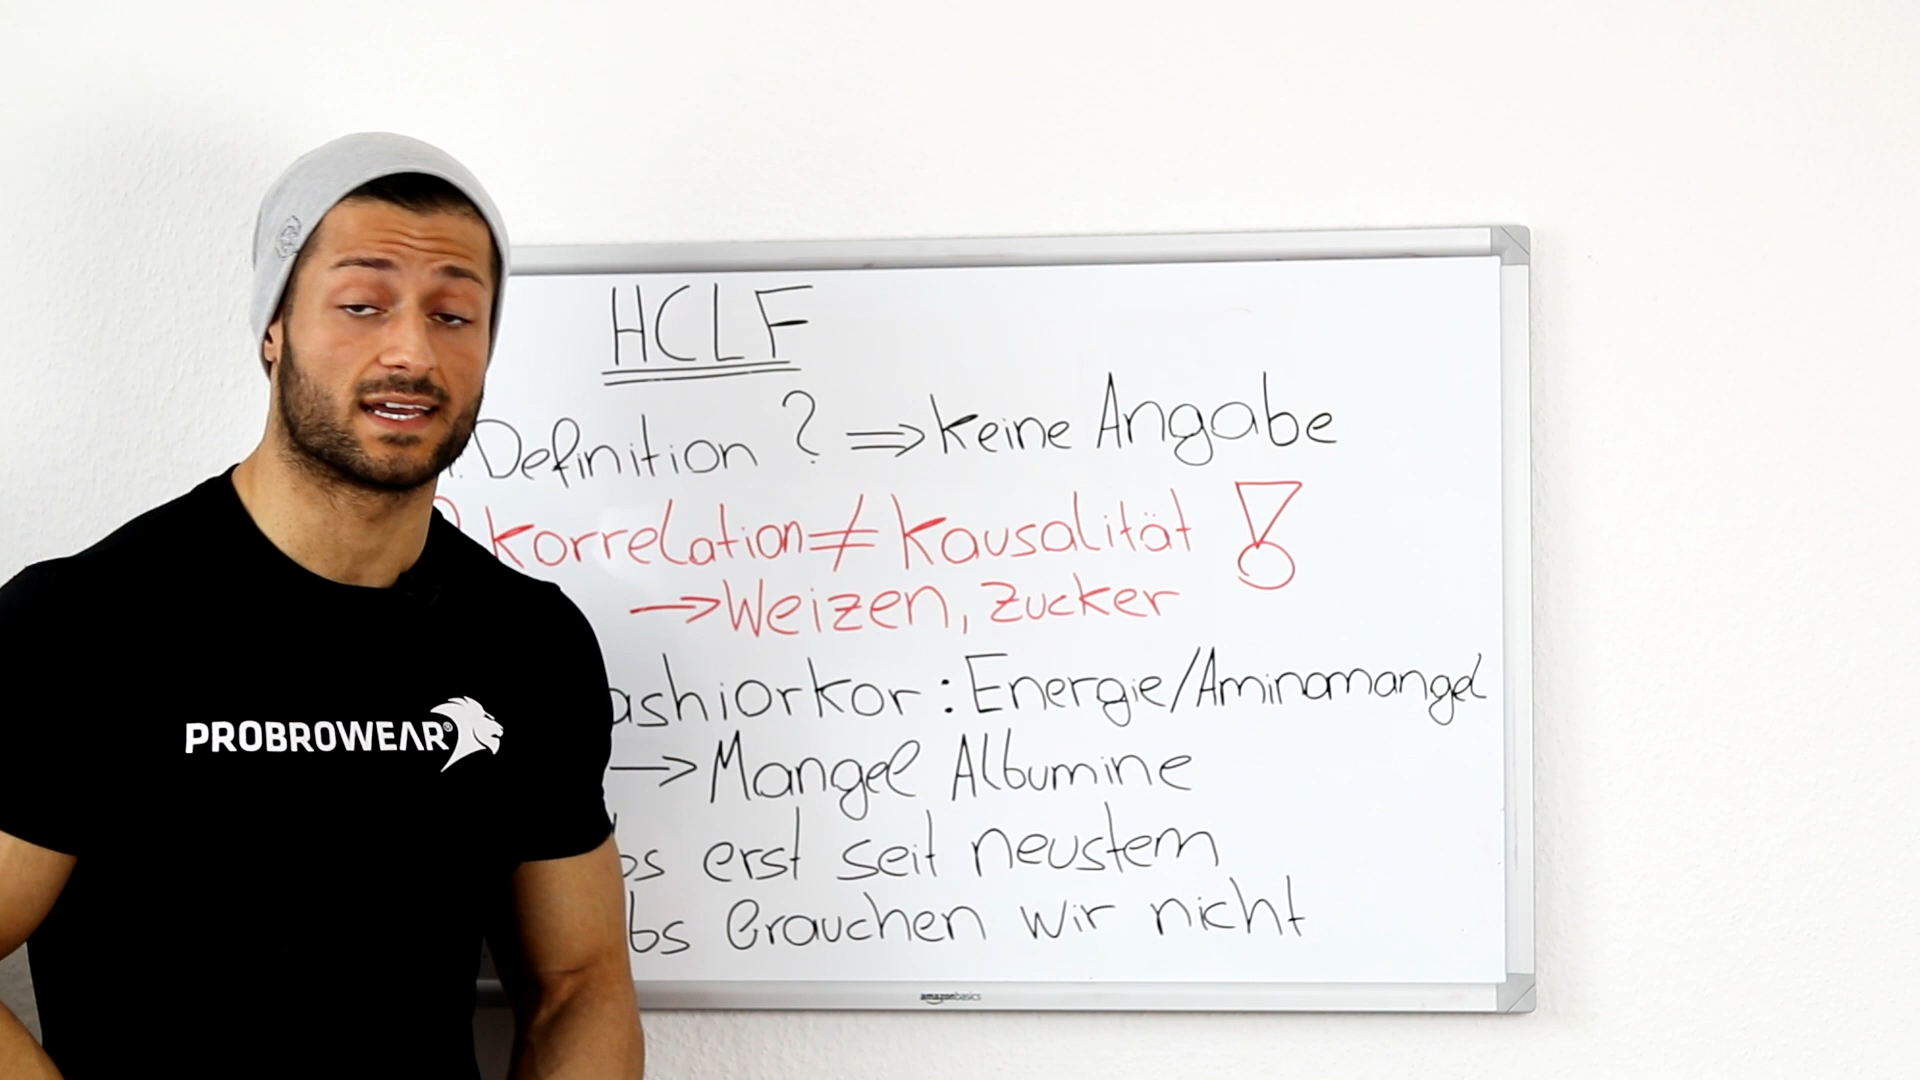 HCLF
Definition ? ⇒ keine Angabe
Korrelation ≠ Kausalität !
→ Weizen, Zucker
ashiorkor : Energie/Aminomangel
→ Mangel Albumine
bs erst seit neustem
bs brauchen wir nicht
PROBROWEAR®
amazonbasics